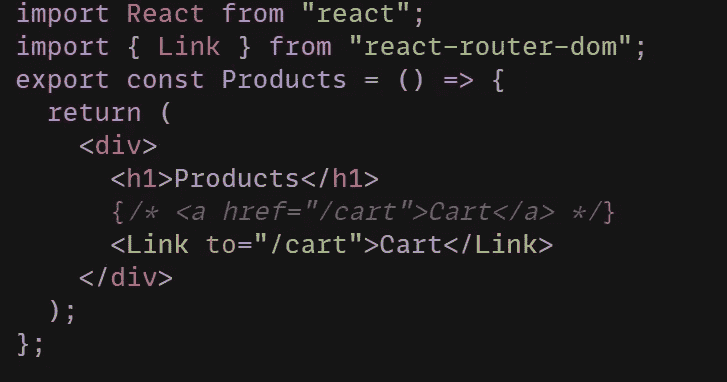 import React from "react";
import { Link } from "react-router-dom";
export const Products = () => {
  return (
    <div>
      <h1>Products</h1>
      {/* <a href="/cart">Cart</a> */}
      <Link to="/cart">Cart</Link>
    </div>
  );
};